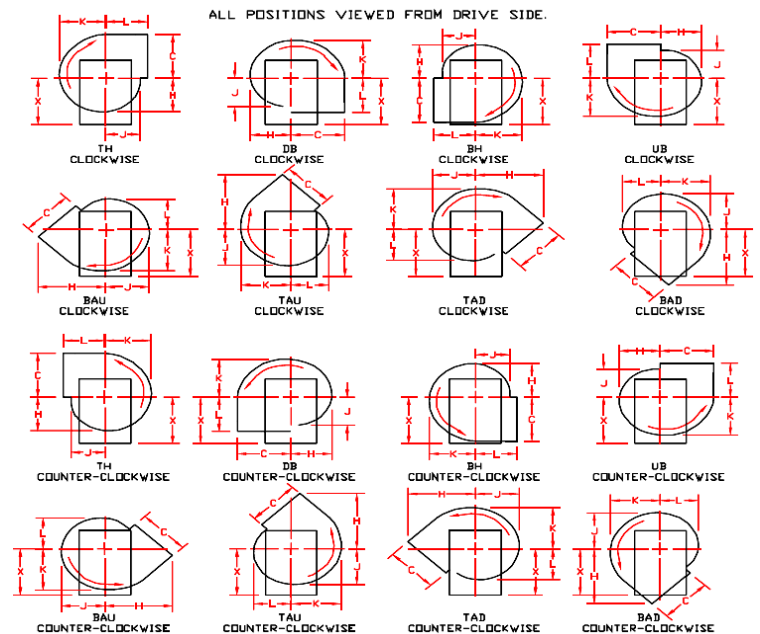 ALL POSITIONS VIEWED FROM DRIVE SIDE.
K L
C
X H
J
TH
CLOCKWISE
K
J
L X
H C
DB
CLOCKWISE
J
H
C X
L K
BH
CLOCKWISE
C H
L J
K X
UB
CLOCKWISE
C
L
K X
H J
BAU
CLOCKWISE
C
H
J X
K L
TAU
CLOCKWISE
J H
K
L X
C
TAD
CLOCKWISE
L K
J
H X
C
BAD
CLOCKWISE
L K
C
H X
J
TH
COUNTER-CLOCKWISE
K
X L J
C H
DB
COUNTER-CLOCKWISE
J
H
X C
K L
BH
COUNTER-CLOCKWISE
H C
J L
X K
UB
COUNTER-CLOCKWISE
C
L
X K
J H
BAU
COUNTER-CLOCKWISE
C
H
X J
L K
TAU
COUNTER-CLOCKWISE
H J
K
C X L
TAD
COUNTER-CLOCKWISE
K L
J
H X
C
BAD
COUNTER-CLOCKWISE